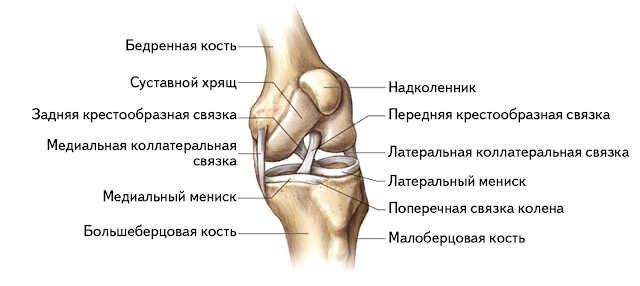 Бедренная кость
Суставной хрящ
Задняя крестообразная связка
Медиальная коллатеральная
связка
Медиальный мениск
Большеберцовая кость
Надколенник
Передняя крестообразная связка
Латеральная коллатеральная связка
Латеральный мениск
Поперечная связка колена
Малоберцовая кость